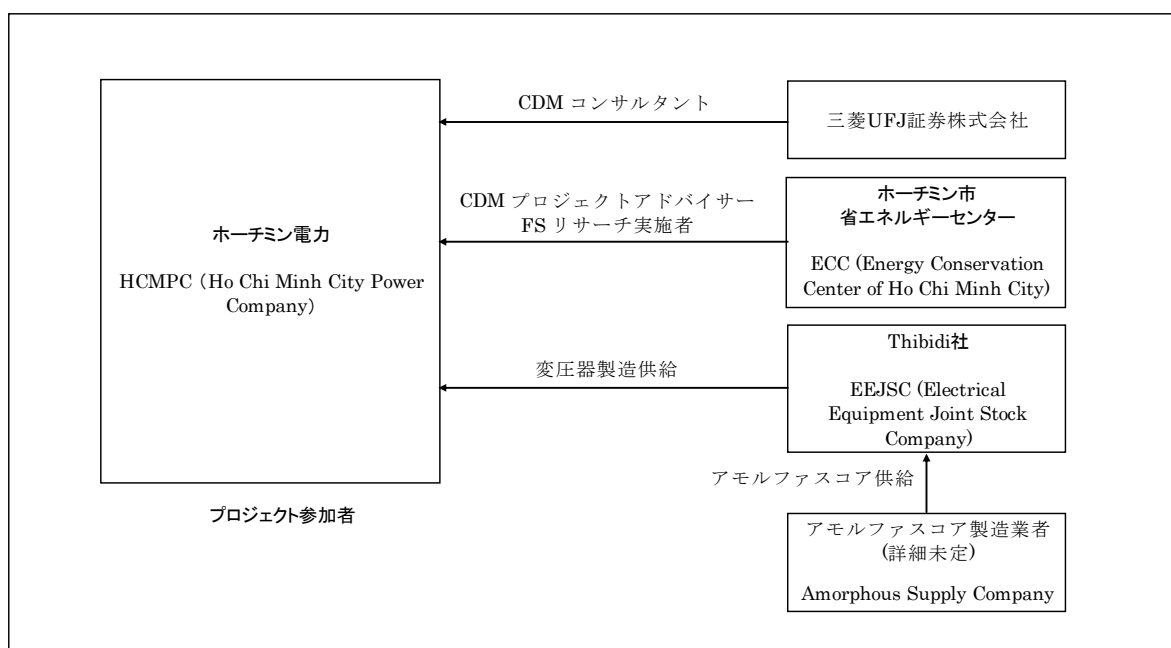 ホーチミン電力
HCMPC (Ho Chi Minh City Power
Company)
プロジェクト参加者
CDM コンサルタント
三菱UFJ証券株式会社
CDM プロジェクトアドバイザー
FS リサーチ実施者
ホーチミン市
省エネルギーセンター
ECC (Energy Conservation
Center of Ho Chi Minh City)
変圧器製造供給
Thibidi社
EEJSC (Electrical
Equipment Joint Stock
Company)
アモルファスコア供給
アモルファスコア製造業者
(詳細未定)
Amorphous Supply Company